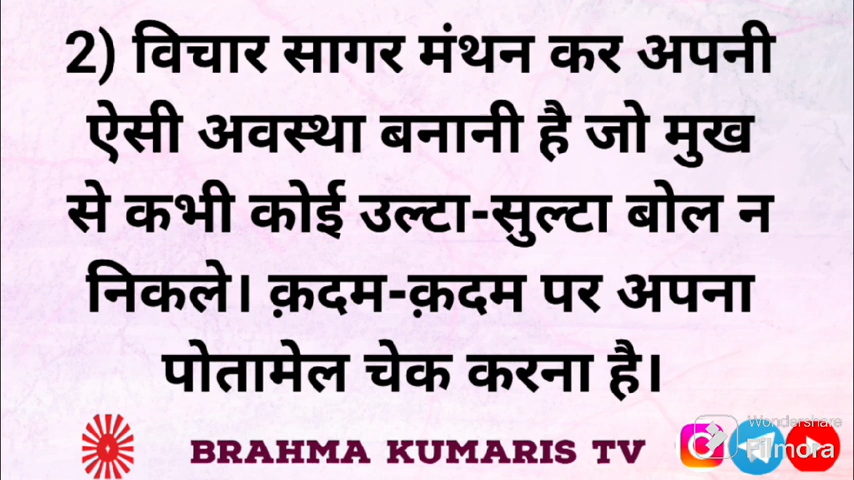 2) विचार सागर मंथन कर अपनी
ऐसी अवस्था बनानी है जो मुख
से कभी कोई उल्टा-सुल्टा बोल न
निकले। क़दम-क़दम पर अपना
पोतामेल चेक करना है।
BRAHMA KUMARIS TV
Wondershare
Filmora